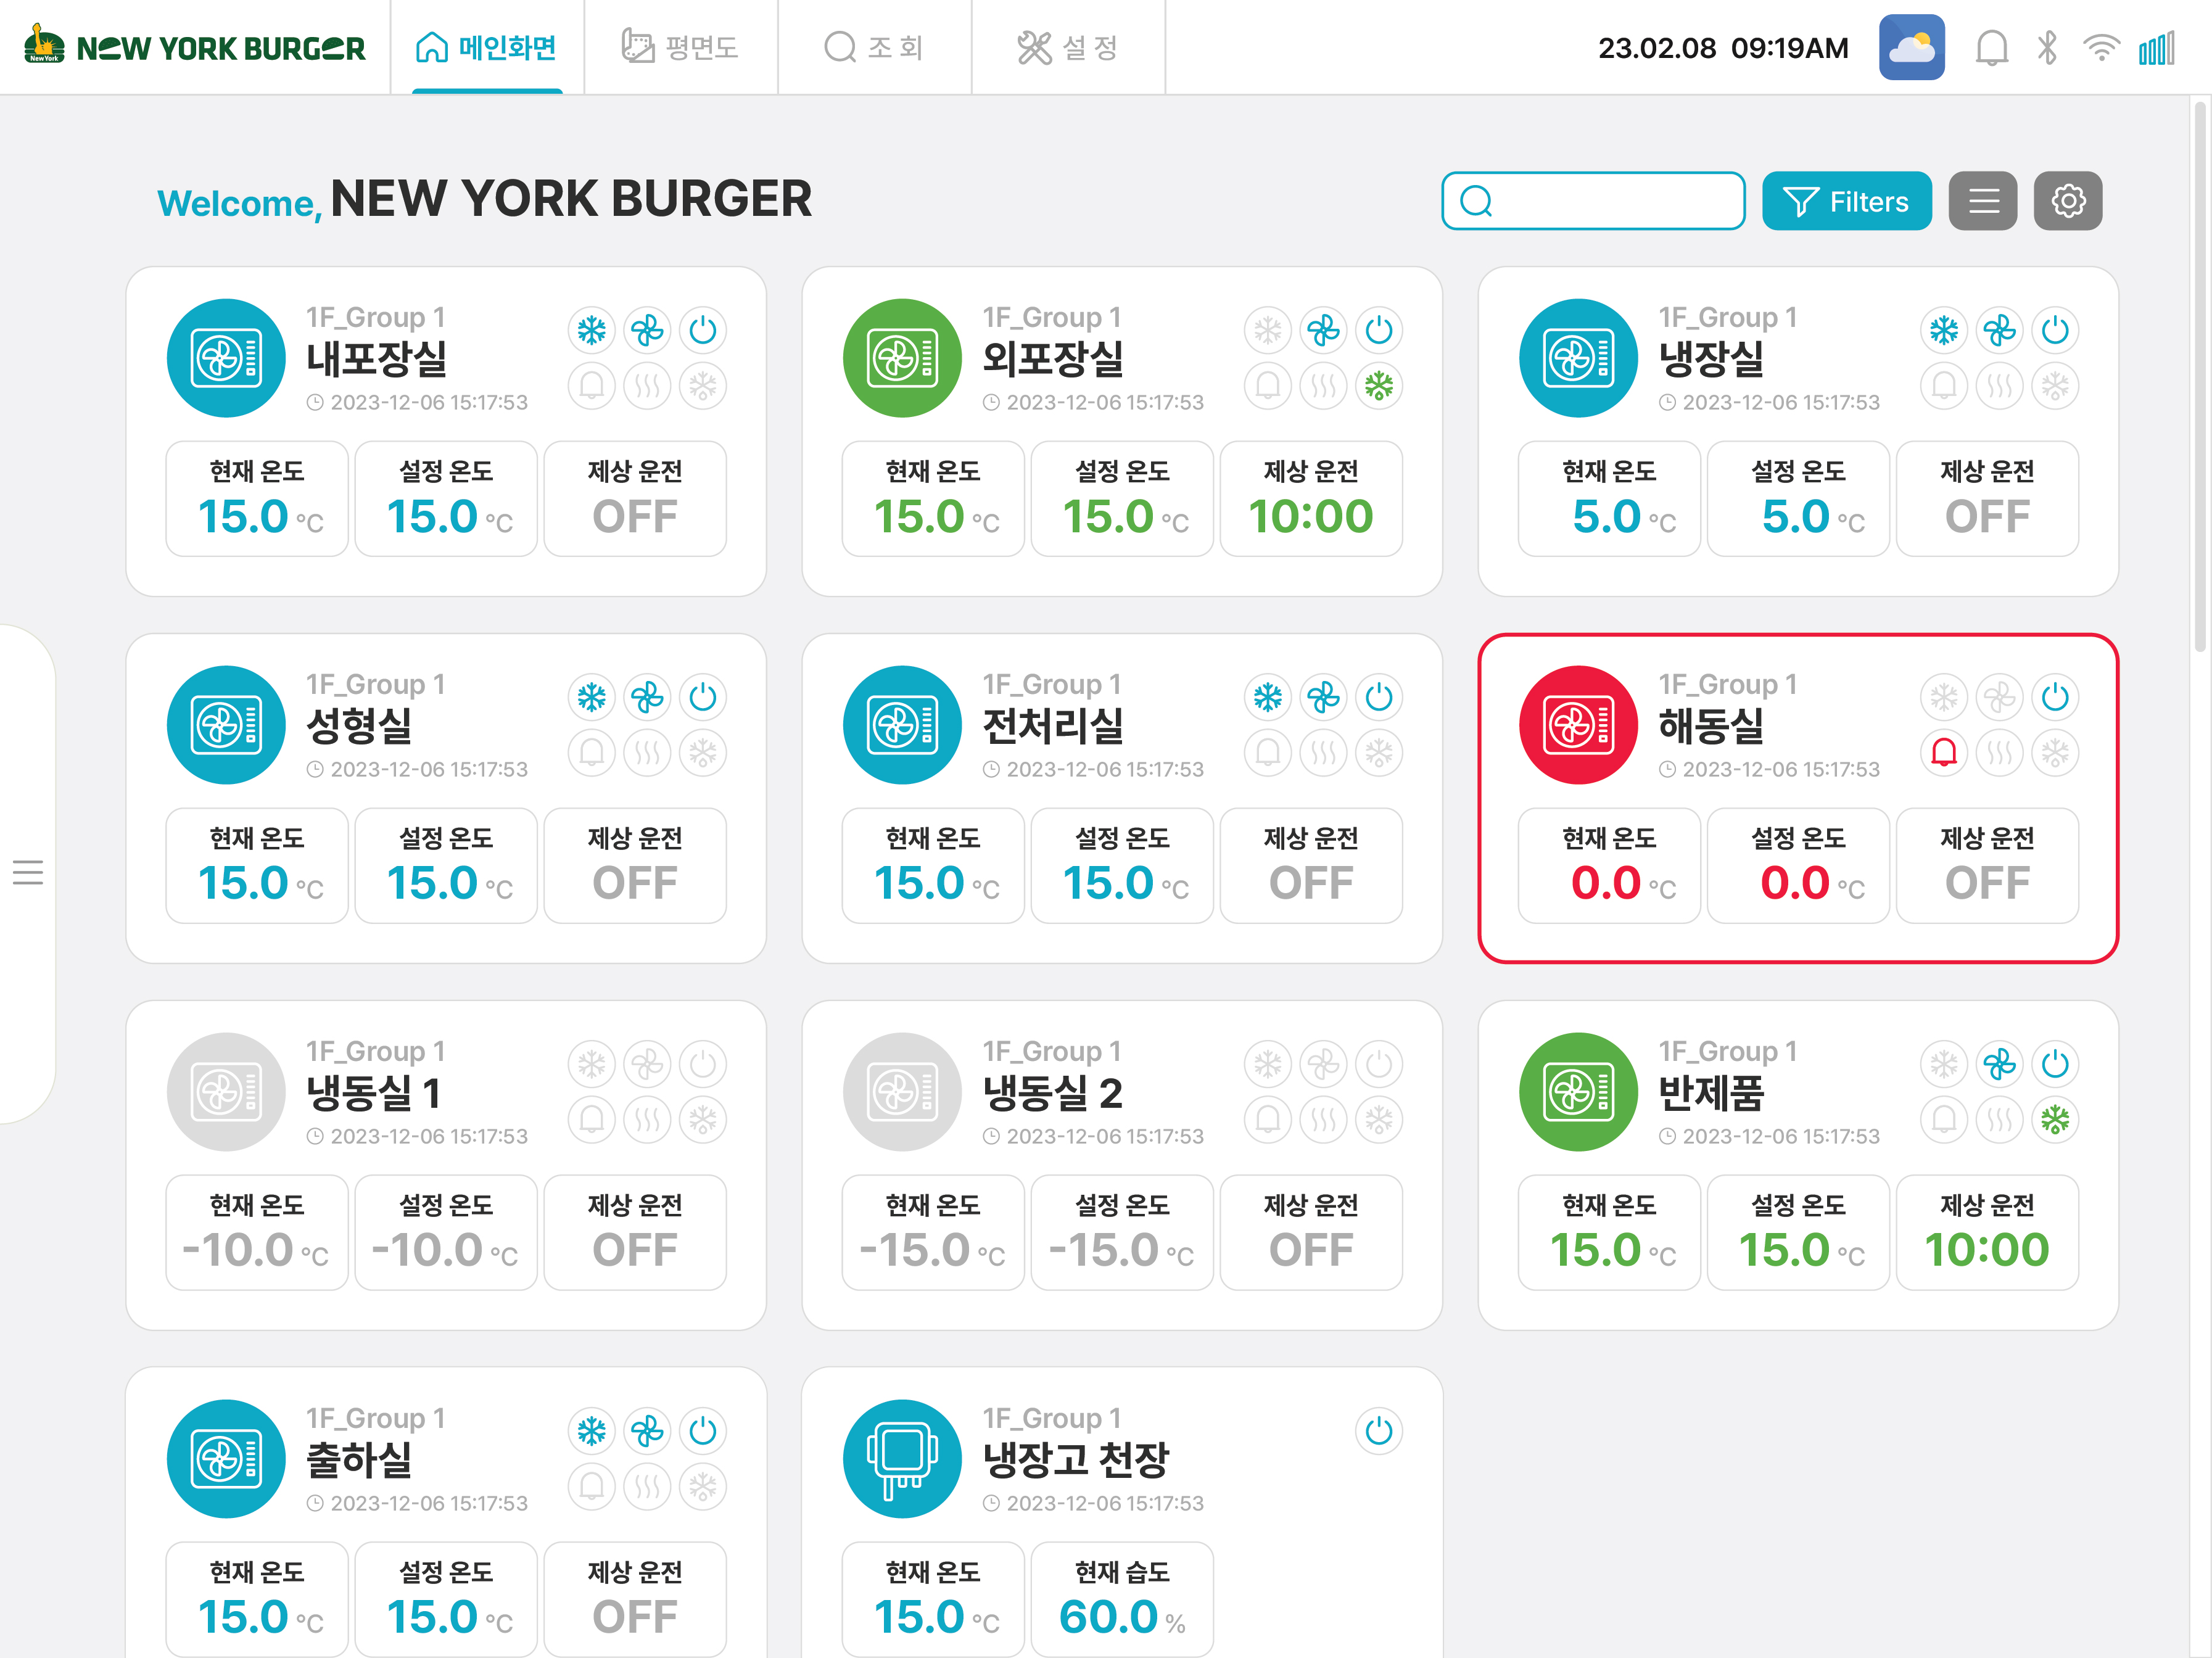 NewYork
NEW YORK BURGER
메인화면
평면도
조 회
설 정
23.02.08 09:19AM
Welcome, NEW YORK BURGER
Filters
1F_Group 1
내포장실
2023-12-06 15:17:53
현재 온도
15.0 °C
설정 온도
15.0 °C
제상 운전
OFF
1F_Group 1
외포장실
2023-12-06 15:17:53
현재 온도
15.0 °C
설정 온도
15.0 °C
제상 운전
10:00
1F_Group 1
냉장실
2023-12-06 15:17:53
현재 온도
5.0 °C
설정 온도
5.0 °C
제상 운전
OFF
1F_Group 1
성형실
2023-12-06 15:17:53
현재 온도
15.0 °C
설정 온도
15.0 °C
제상 운전
OFF
1F_Group 1
전처리실
2023-12-06 15:17:53
현재 온도
15.0 °C
설정 온도
15.0 °C
제상 운전
OFF
1F_Group 1
해동실
2023-12-06 15:17:53
현재 온도
0.0 °C
설정 온도
0.0 °C
제상 운전
OFF
1F_Group 1
냉동실 1
2023-12-06 15:17:53
현재 온도
-10.0 °C
설정 온도
-10.0 °C
제상 운전
OFF
1F_Group 1
냉동실 2
2023-12-06 15:17:53
현재 온도
-15.0 °C
설정 온도
-15.0 °C
제상 운전
OFF
1F_Group 1
반제품
2023-12-06 15:17:53
현재 온도
15.0 °C
설정 온도
15.0 °C
제상 운전
10:00
1F_Group 1
출하실
2023-12-06 15:17:53
현재 온도
15.0 °C
설정 온도
15.0 °C
제상 운전
OFF
1F_Group 1
냉장고 천장
2023-12-06 15:17:53
현재 온도
15.0 °C
현재 습도
60.0 %